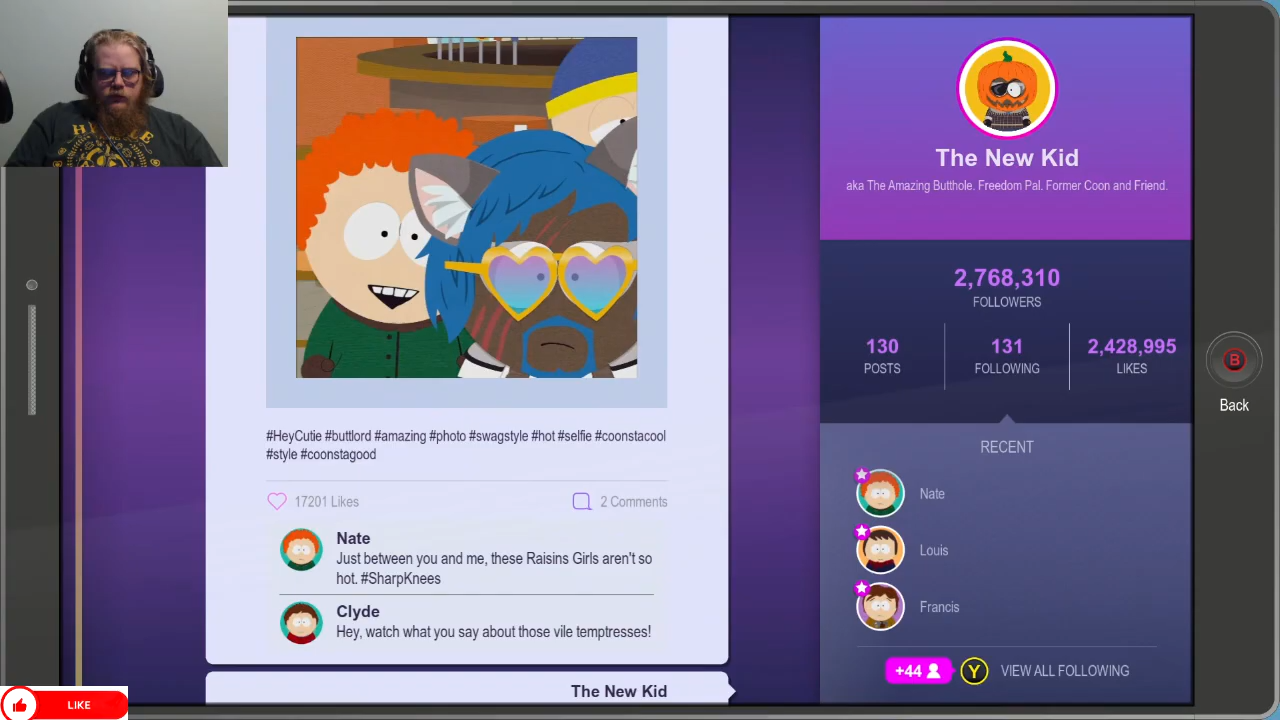 #HeyCutie #buttlord #amazing #photo #swagstyle #hot #selfie #coonstacool
#style #coonstagood
17201 Likes
2 Comments
Nate
Just between you and me, these Raisins Girls aren't so
hot. #SharpKnees
Clyde
Hey, watch what you say about those vile temptresses!
The New Kid
The New Kid
aka The Amazing Butthole. Freedom Pal. Former Coon and Friend.
2,768,310
FOLLOWERS
130
POSTS
131
FOLLOWING
2,428,995
LIKES
RECENT
Nate
Louis
Francis
+44
Y
VIEW ALL FOLLOWING
B
Back
LIKE